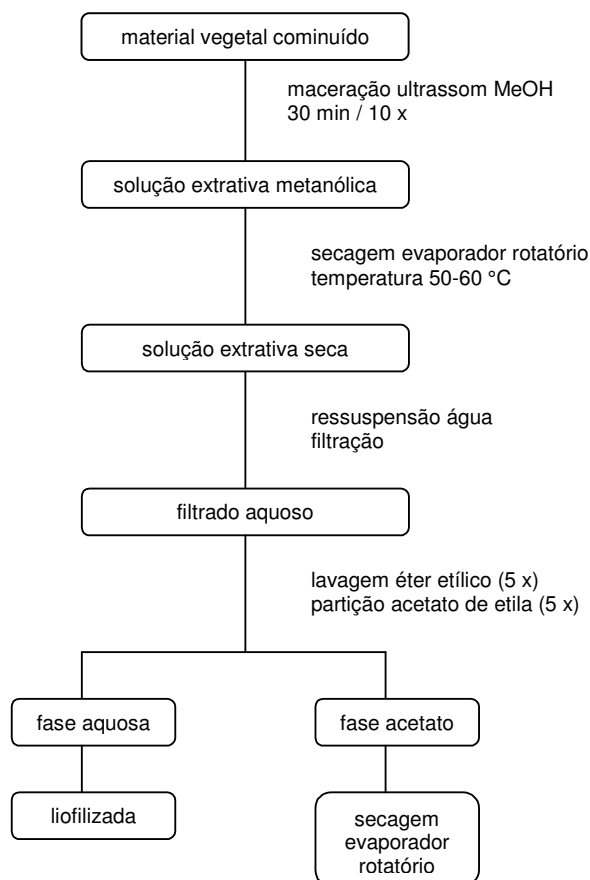 material vegetal cominuído
maceração ultrassom MeOH
30 min / 10 x
solução extrativa metanólica
secagem evaporador rotatório
temperatura 50-60 °C
solução extrativa seca
ressuspensão água
filtração
filtrado aquoso
lavagem éter etílico (5 x)
partição acetato de etila (5 x)
fase aquosa
fase acetato
liofilizada
secagem
evaporador
rotatório